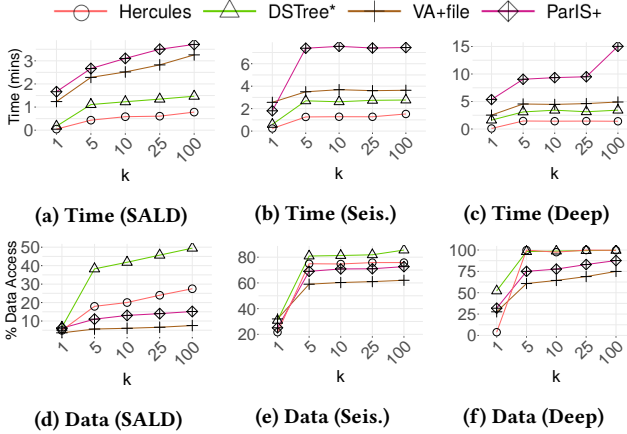 Hercules DSTree* VA+file ParIS+
Time (mins)
3
2
1
0
1 5 10 25 100
k
(a) Time (SALD)
6
4
2
0
1 5 10 25 100
k
(b) Time (Seis.)
15
10
5
0
1 5 10 25 100
k
(c) Time (Deep)
% Data Access
50
40
30
20
10
1 5 10 25 100
k
(d) Data (SALD)
80
60
40
20
1 5 10 25 100
k
(e) Data (Seis.)
100
75
50
25
0
1 5 10 25 100
k
(f) Data (Deep)